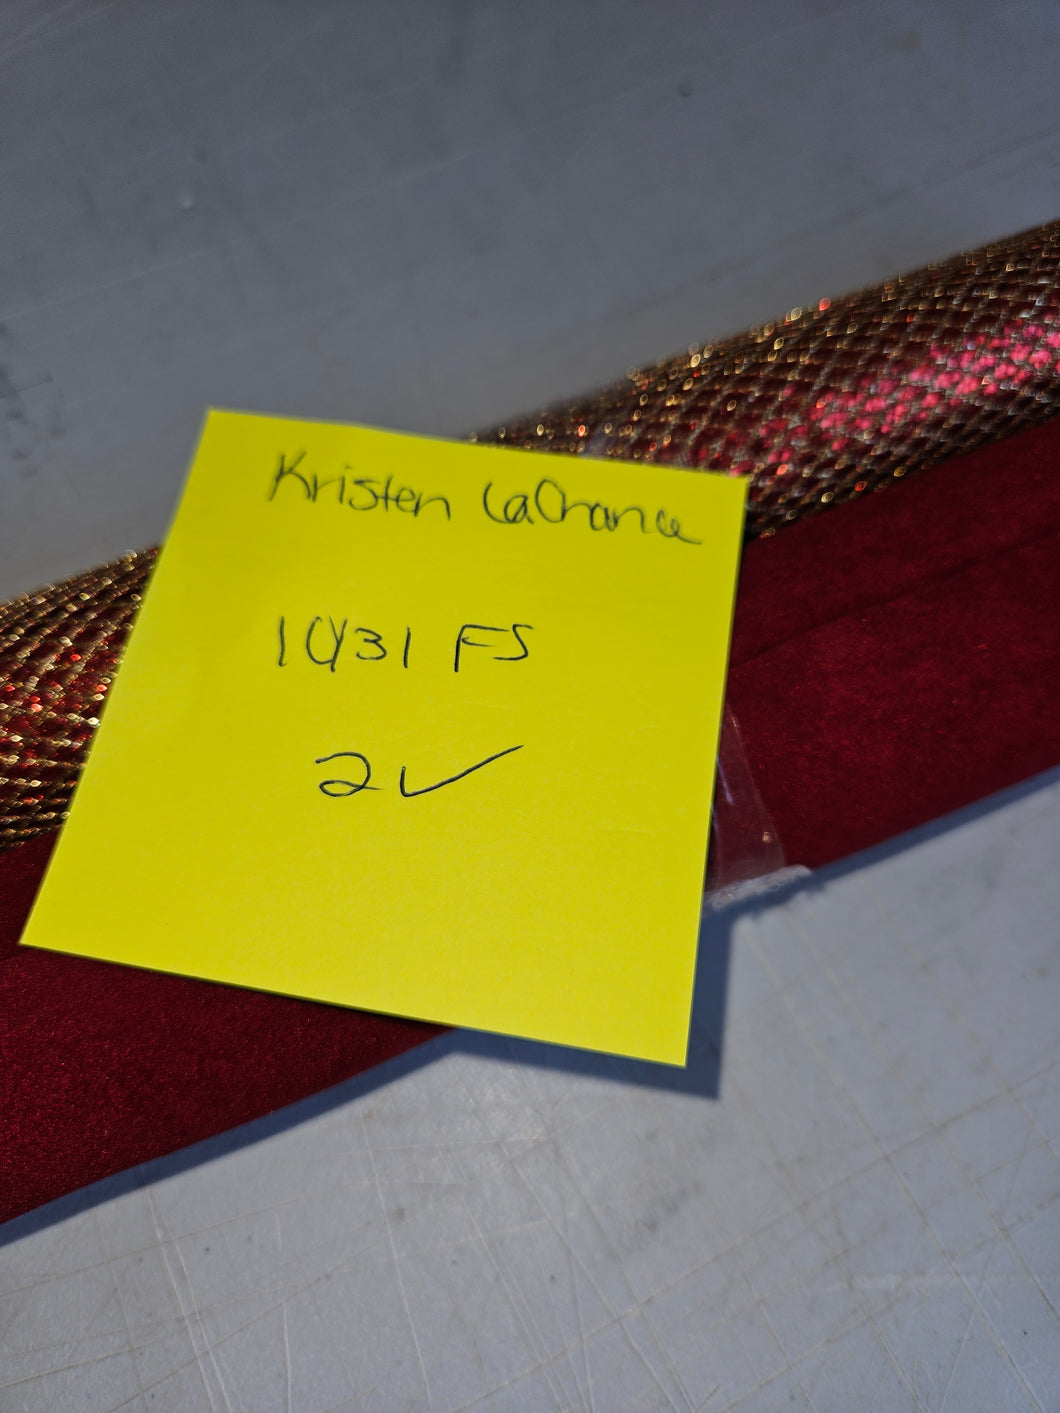 Kristen LaChance
10/31 FS
2 ✓